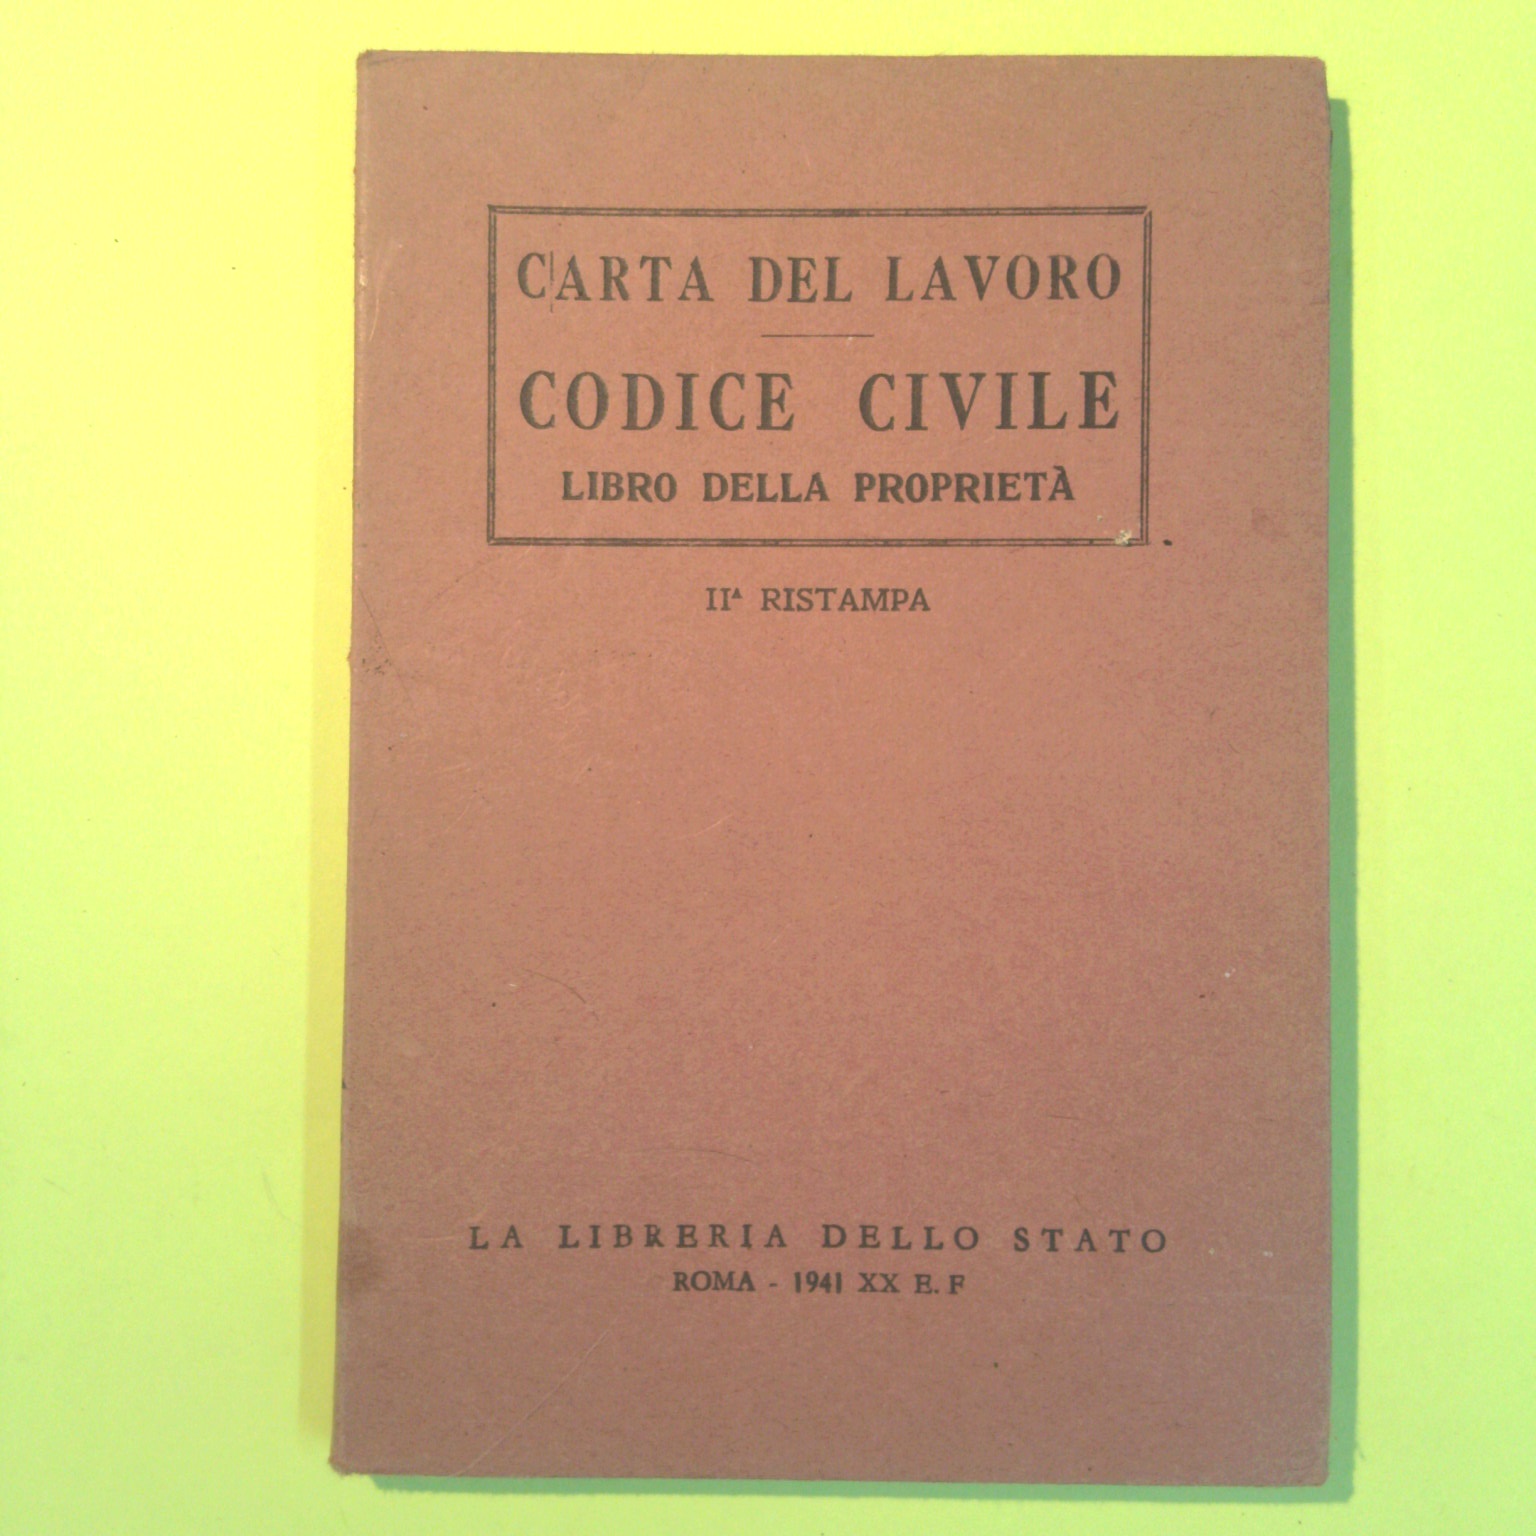 CARTA DEL LAVORO
CODICE CIVILE
LIBRO DELLA PROPRIETÀ
IIᴬ RISTAMPA
LA LIBRERIA DELLO STATO
ROMA - 1941 XX E. F